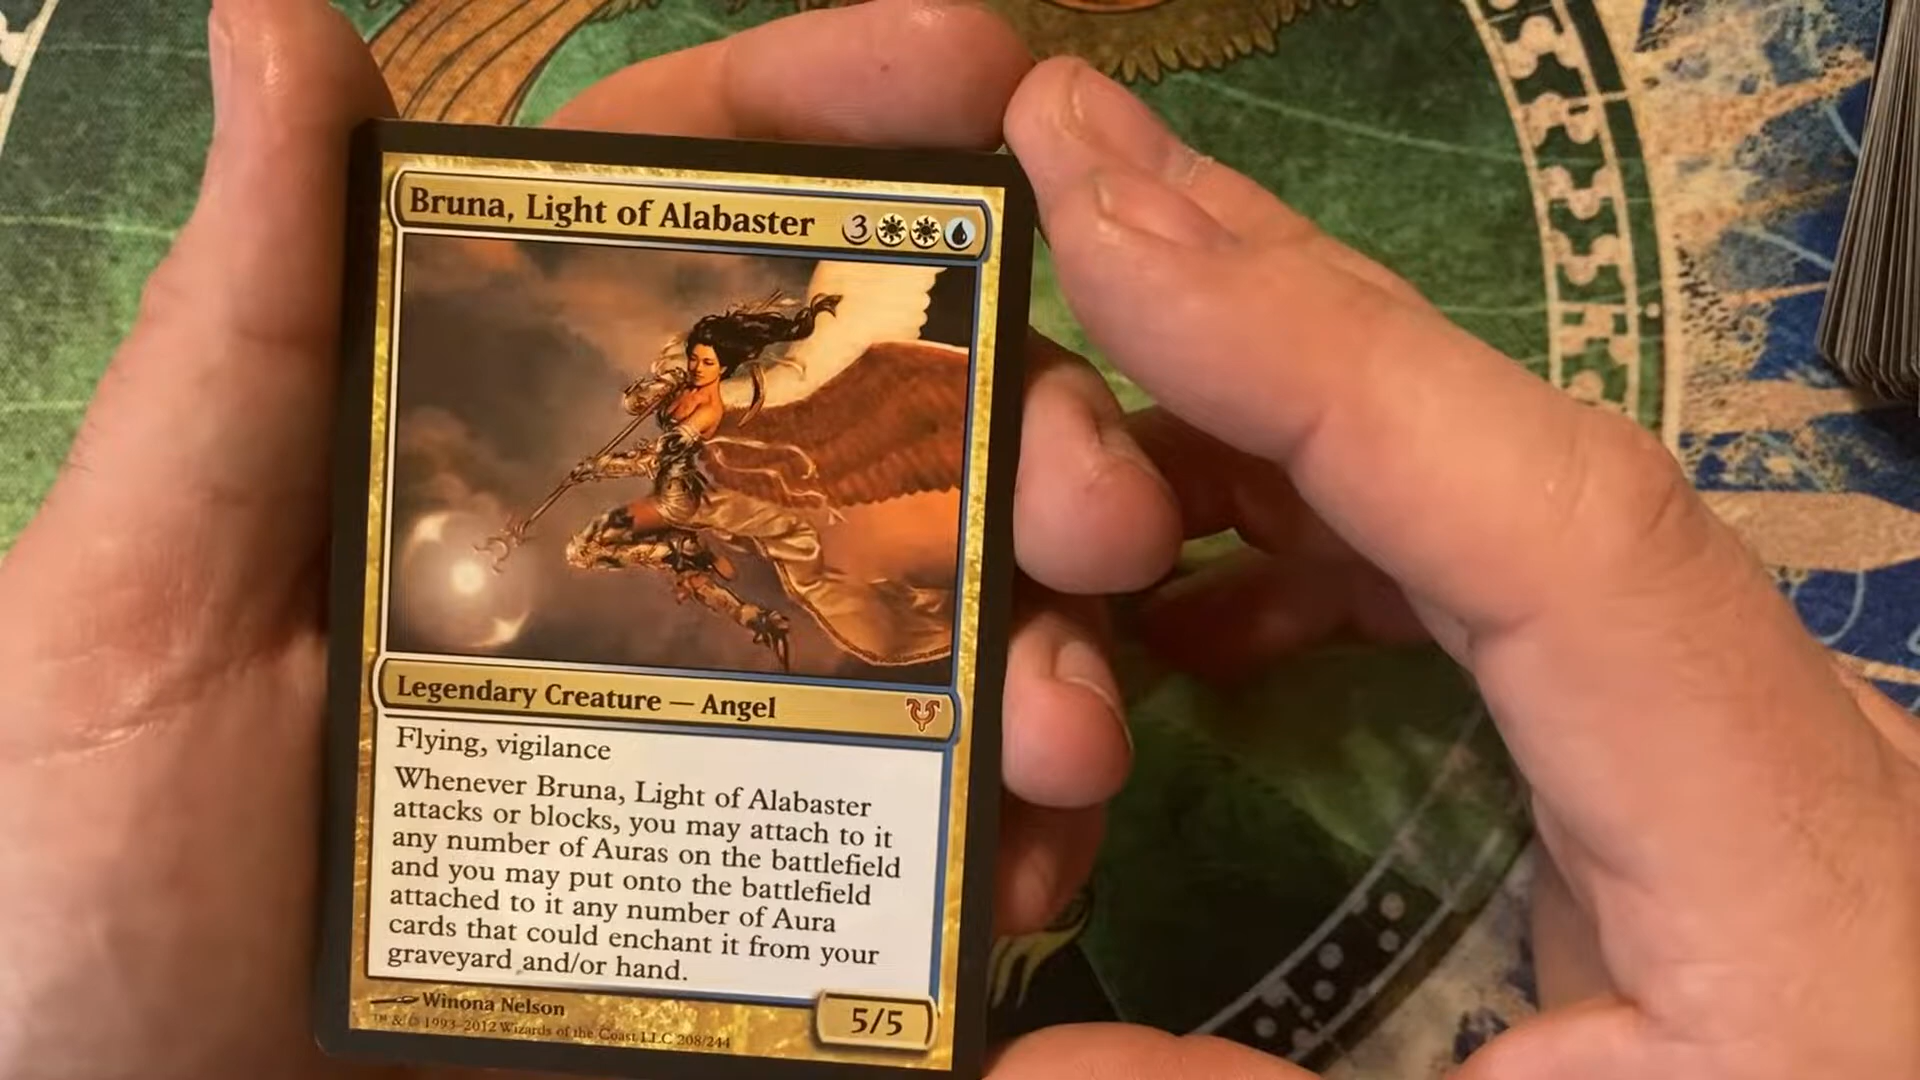 Bruna, Light of Alabaster 3
Legendary Creature — Angel
Flying, vigilance
Whenever Bruna, Light of Alabaster
attacks or blocks, you may attach to it
any number of Auras on the battlefield
and you may put onto the battlefield
attached to it any number of Aura
cards that could enchant it from your
graveyard and/or hand.
Winona Nelson
5/5
™ & © 1993–2012 Wizards of the Coast LLC 208/244